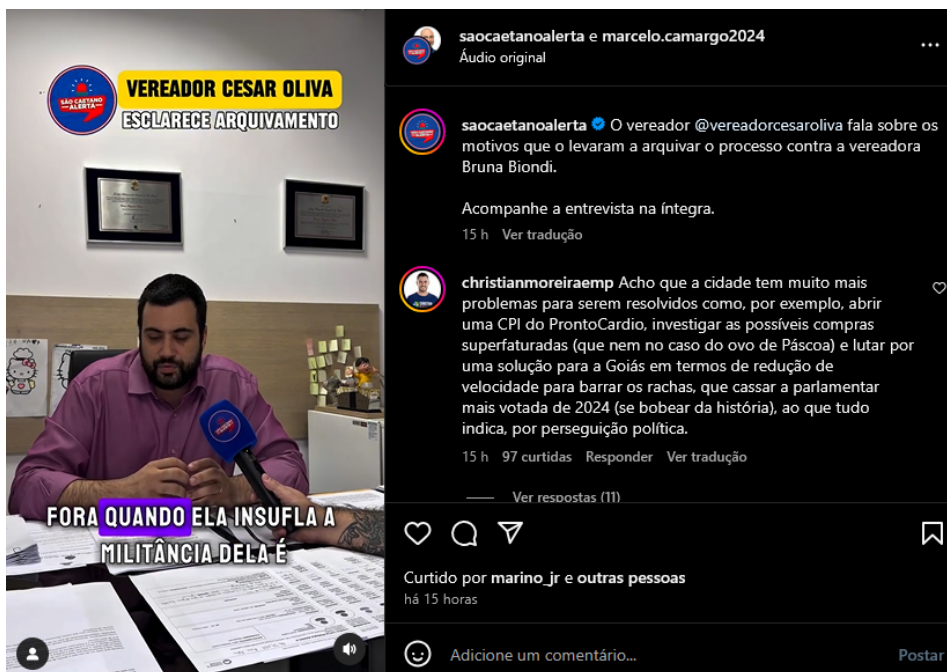 SÃO CAETANO
ALERTA
VEREADOR CESAR OLIVA
ESCLARECE ARQUIVAMENTO
FORA QUANDO ELA INSUFLA A
MILITÂNCIA DELA É
saocaetanoalerta e marcelo.camargo2024
Áudio original
saocaetanoalerta O vereador @vereadorcesaroliva fala sobre os
motivos que o levaram a arquivar o processo contra a vereadora
Bruna Biondi.
Acompanhe a entrevista na íntegra.
15 h Ver tradução
christianmoreiraemp Acho que a cidade tem muito mais
problemas para serem resolvidos como, por exemplo, abrir
uma CPI do ProntoCardio, investigar as possíveis compras
superfaturadas (que nem no caso do ovo de Páscoa) e lutar por
uma solução para a Goiás em termos de redução de
velocidade para barrar os rachas, que cassar a parlamentar
mais votada de 2024 (se bobear da história), ao que tudo
indica, por perseguição política.
15 h 97 curtidas Responder Ver tradução
Ver respostas (11)
Curtido por marino_jr e outras pessoas
há 15 horas
Adicione um comentário...
Postar